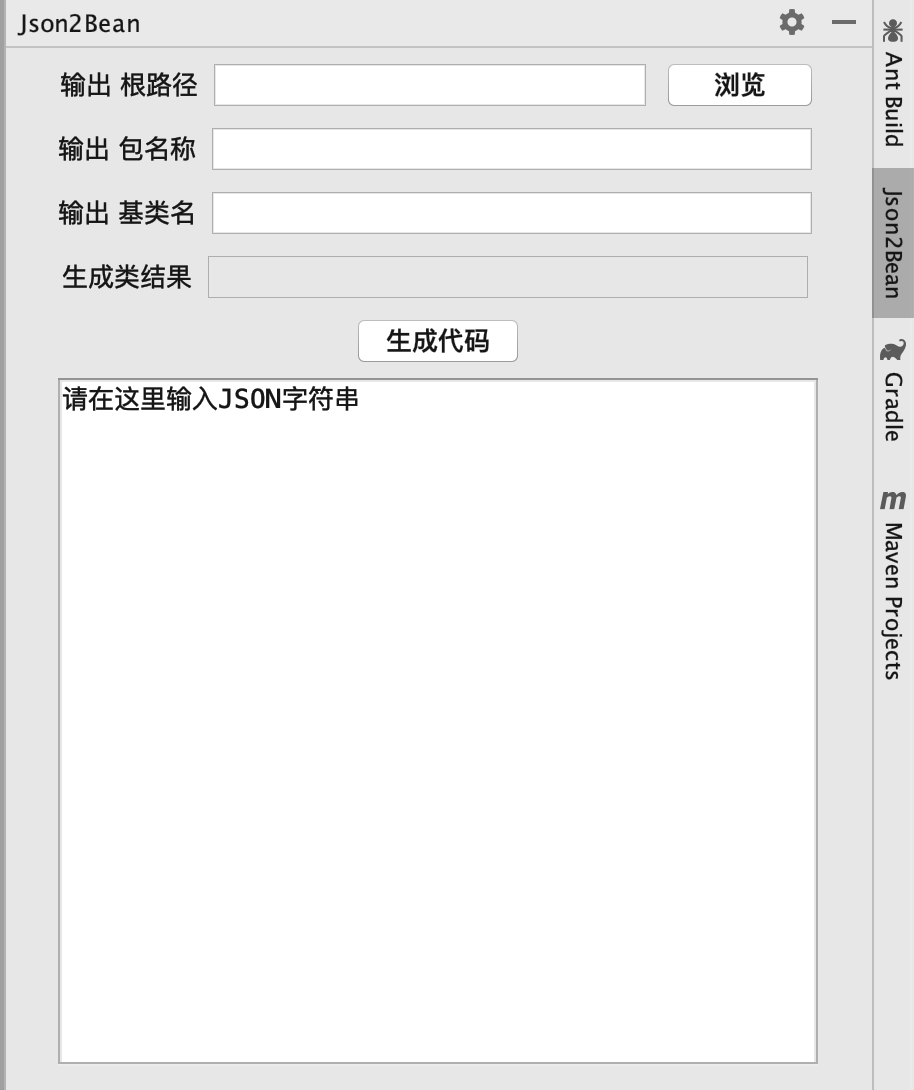 Json2Bean
输出 根路径
浏览
输出 包名称
输出 基类名
生成类结果
生成代码
请在这里输入JSON字符串
Ant Build
Json2Bean
Gradle
m Maven Projects